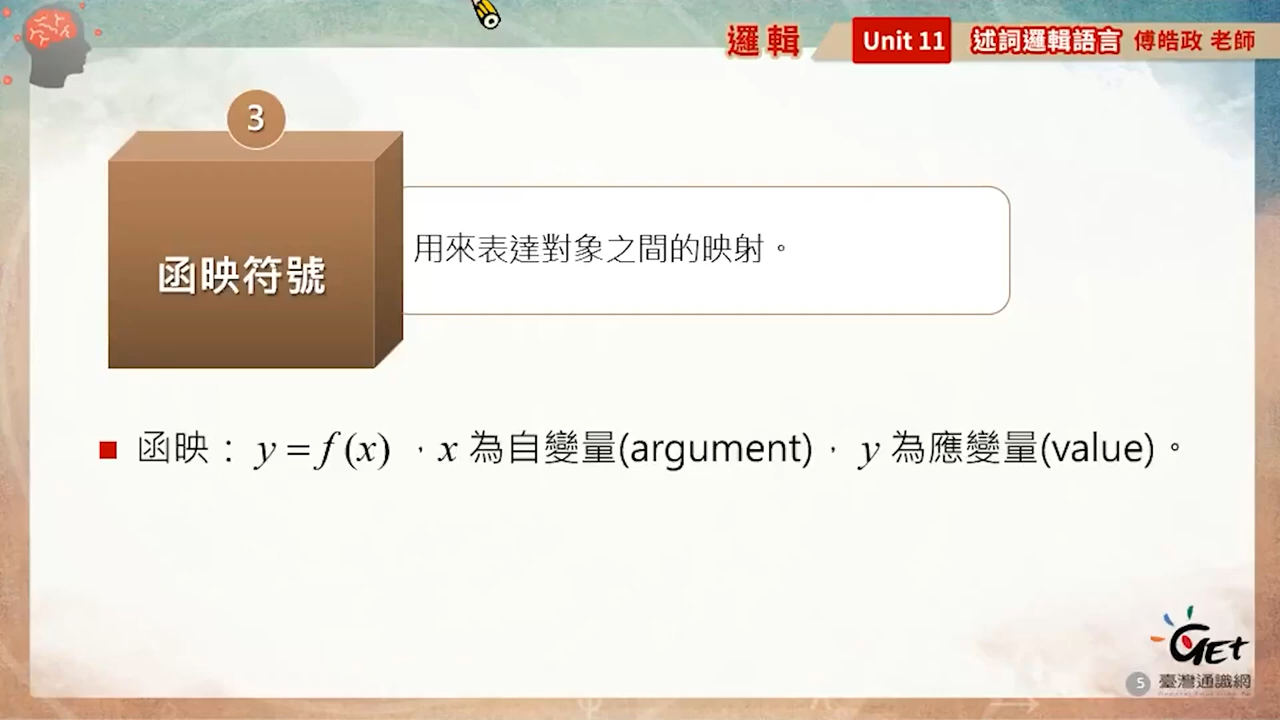 邏輯 Unit 11 述詞邏輯語言 傅皓政 老師
3
函映符號
用來表達對象之間的映射。
函映：y = f(x)，x 為自變量(argument)，y 為應變量(value)。
GET
5 臺灣通識網